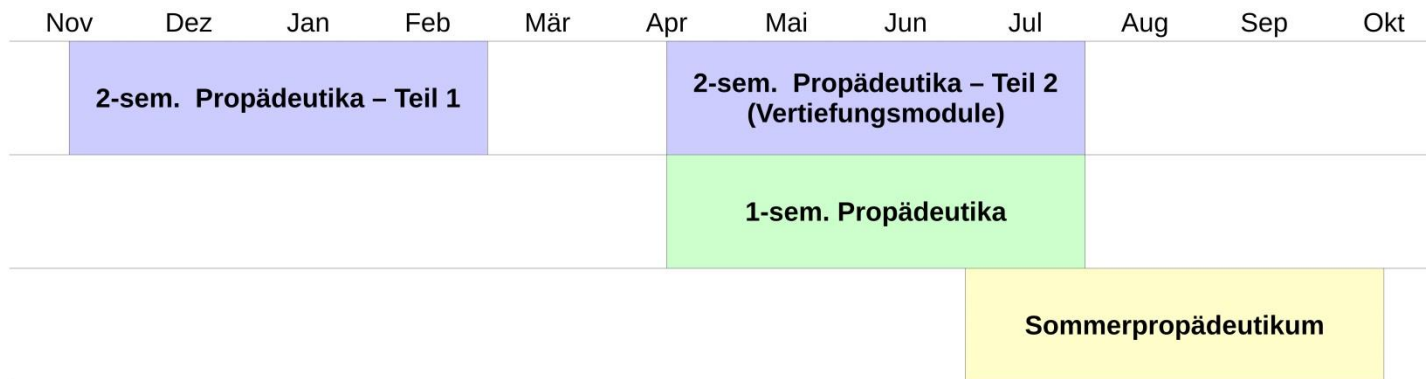 Nov Dez Jan Feb Mär Apr Mai Jun Jul Aug Sep Okt
2-sem. Propädeutika – Teil 1
2-sem. Propädeutika – Teil 2
(Vertiefungsmodule)
1-sem. Propädeutika
Sommerpropädeutikum